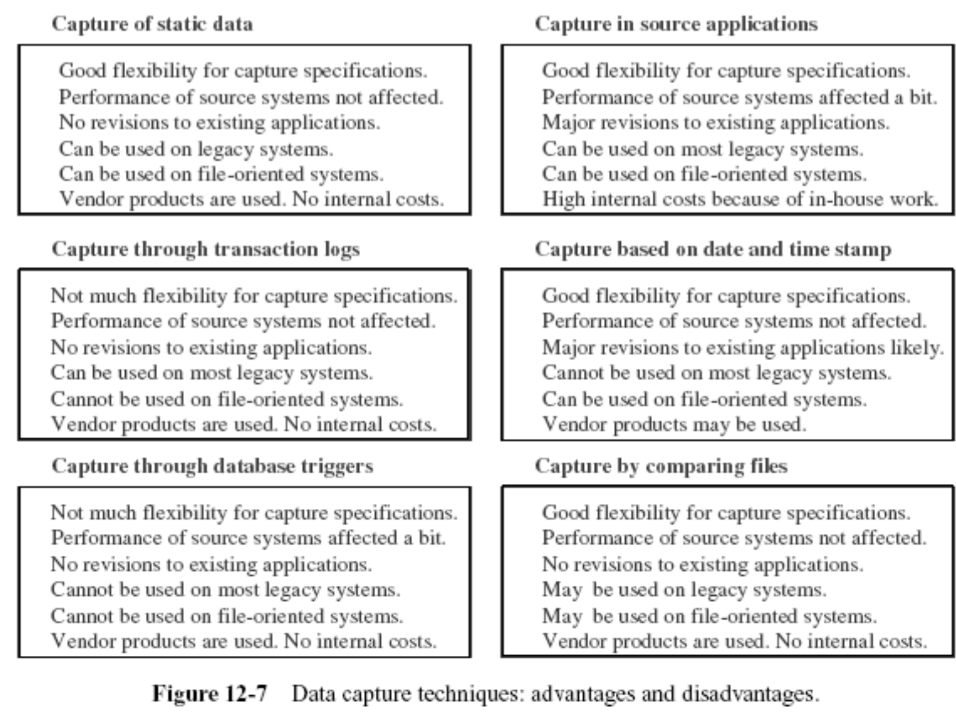 Capture of static data
Good flexibility for capture specifications.
Performance of source systems not affected.
No revisions to existing applications.
Can be used on legacy systems.
Can be used on file-oriented systems.
Vendor products are used. No internal costs.
Capture in source applications
Good flexibility for capture specifications.
Performance of source systems affected a bit.
Major revisions to existing applications.
Can be used on most legacy systems.
Can be used on file-oriented systems.
High internal costs because of in-house work.
Capture through transaction logs
Not much flexibility for capture specifications.
Performance of source systems not affected.
No revisions to existing applications.
Can be used on most legacy systems.
Cannot be used on file-oriented systems.
Vendor products are used. No internal costs.
Capture based on date and time stamp
Good flexibility for capture specifications.
Performance of source systems not affected.
Major revisions to existing applications likely.
Cannot be used on most legacy systems.
Can be used on file-oriented systems.
Vendor products may be used.
Capture through database triggers
Not much flexibility for capture specifications.
Performance of source systems affected a bit.
No revisions to existing applications.
Cannot be used on most legacy systems.
Cannot be used on file-oriented systems.
Vendor products are used. No internal costs.
Capture by comparing files
Good flexibility for capture specifications.
Performance of source systems not affected.
No revisions to existing applications.
May be used on legacy systems.
May be used on file-oriented systems.
Vendor products are used. No internal costs.
Figure 12-7 Data capture techniques: advantages and disadvantages.